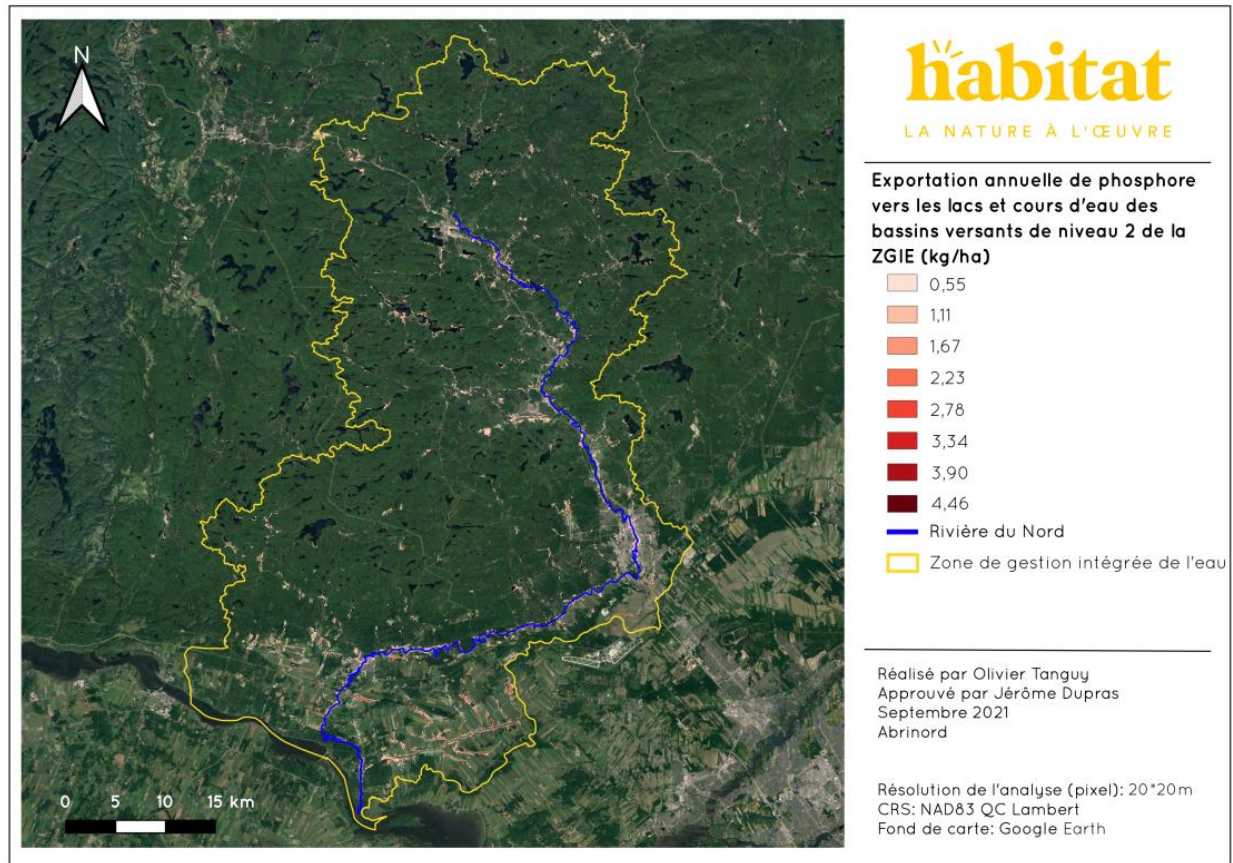 N
0 5 10 15 km
habitat
LA NATURE À L'ŒUVRE
Exportation annuelle de phosphore
vers les lacs et cours d'eau des
bassins versants de niveau 2 de la
ZGIE (kg/ha)
0,55
1,11
1,67
2,23
2,78
3,34
3,90
4,46
Rivière du Nord
Zone de gestion intégrée de l'eau
Réalisé par Olivier Tanguy
Approuvé par Jérôme Dupras
Septembre 2021
Abrinord
Résolution de l'analyse (pixel): 20*20m
CRS: NAD83 QC Lambert
Fond de carte: Google Earth